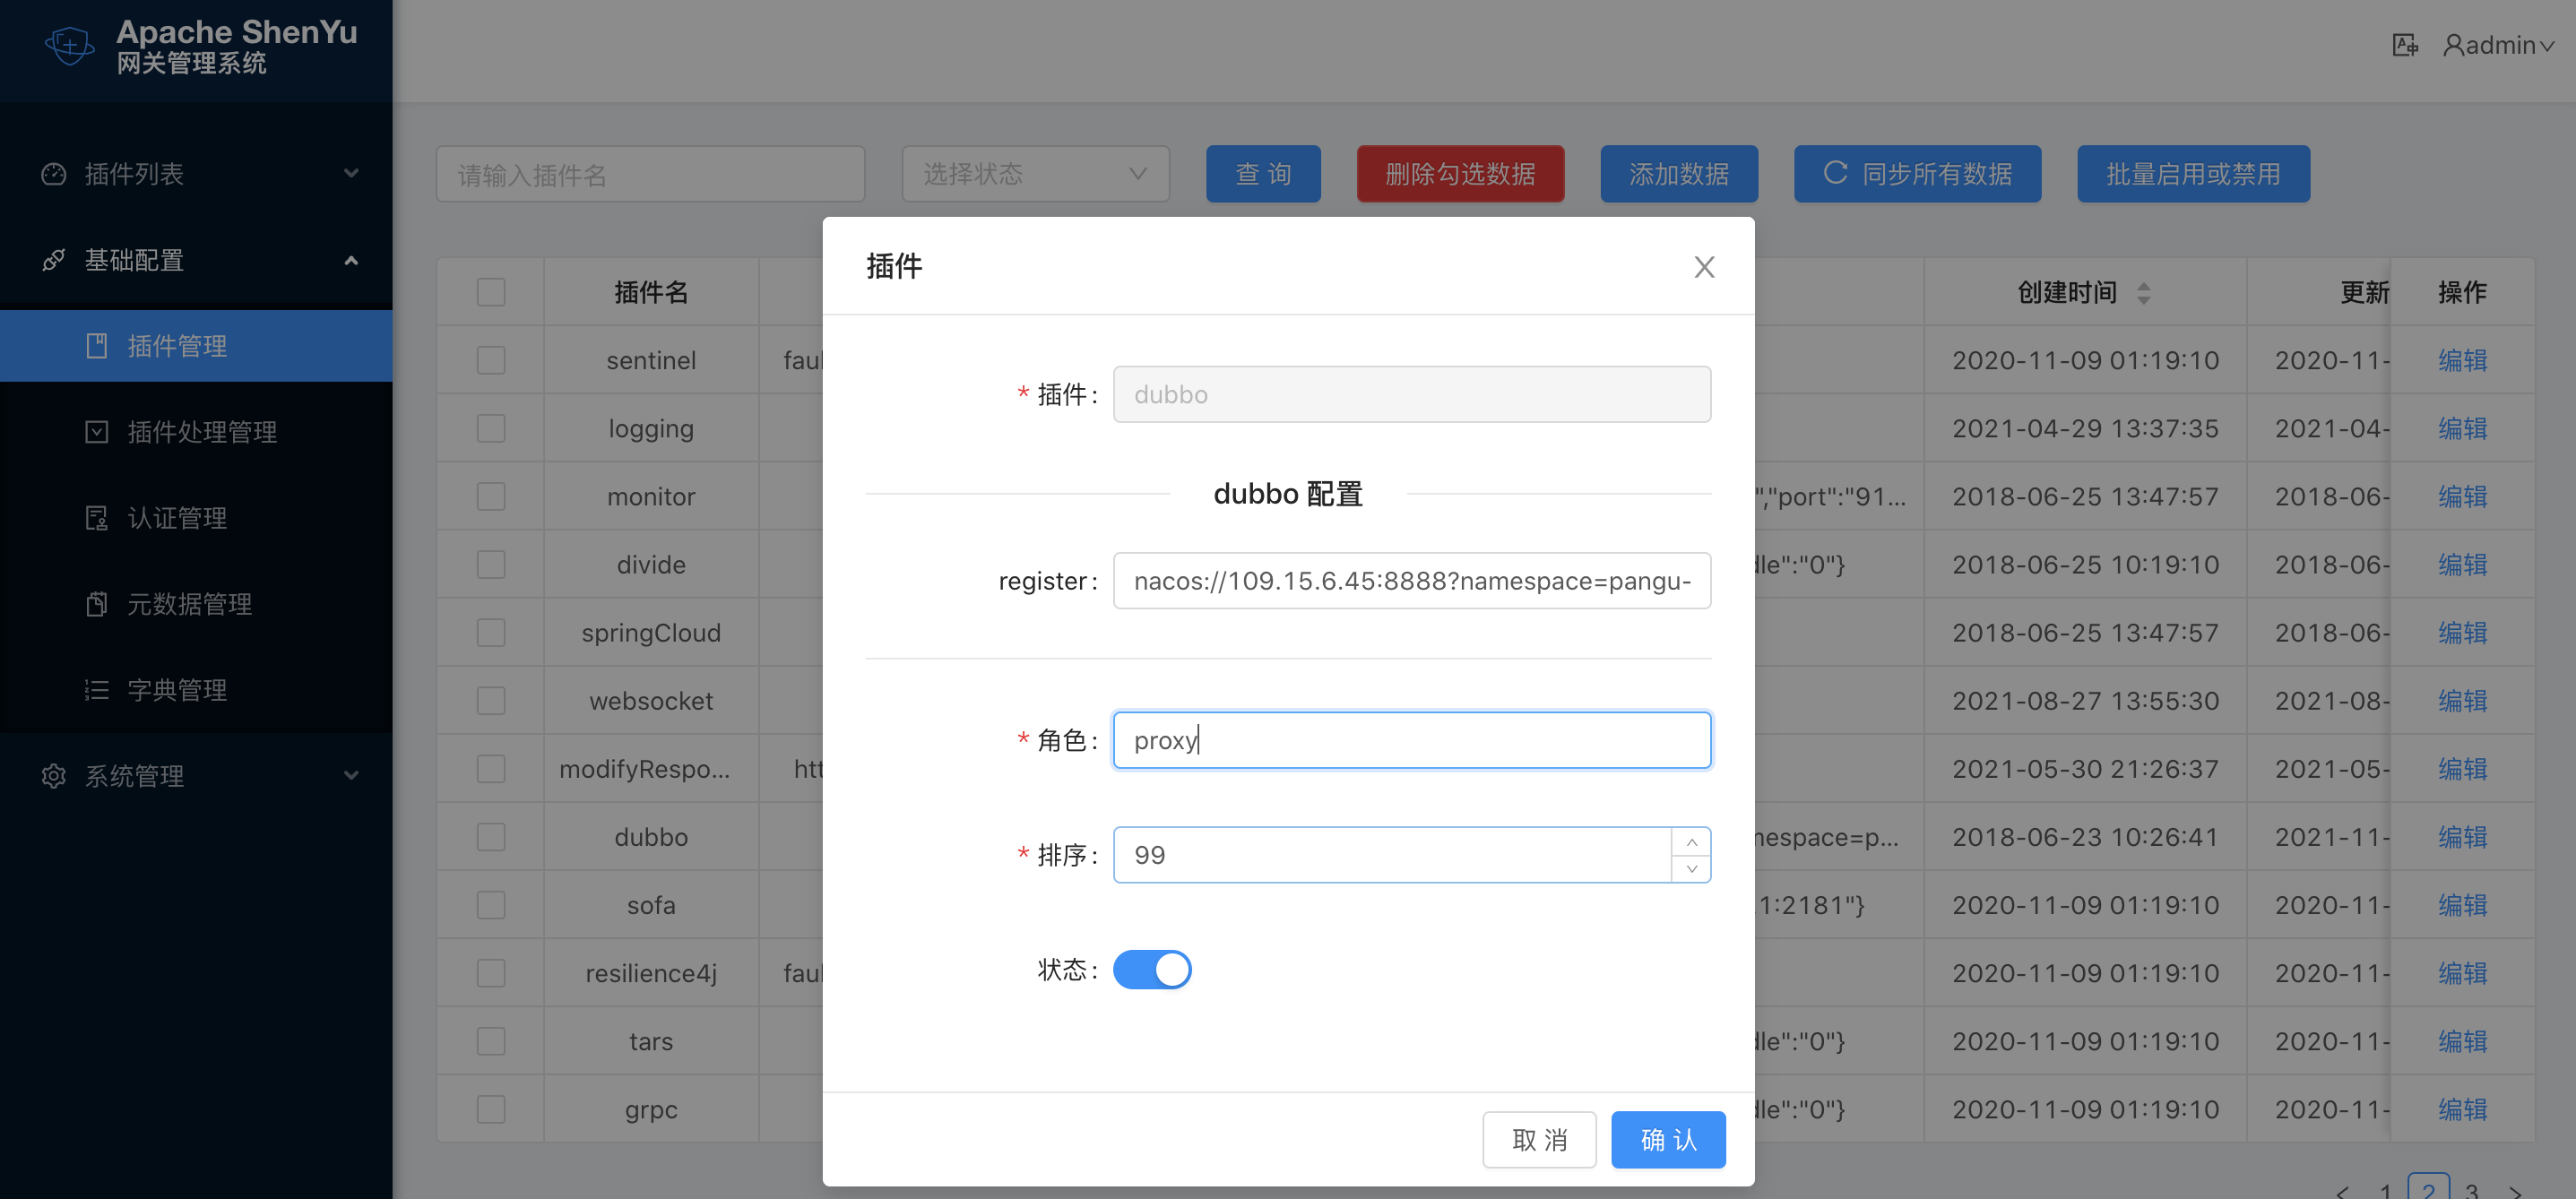 Apache ShenYu
网关管理系统
admin
插件列表
基础配置
插件管理
插件处理管理
认证管理
元数据管理
字典管理
系统管理
请输入插件名
选择状态
查 询
删除勾选数据
添加数据
同步所有数据
批量启用或禁用
插件名
创建时间
更新
操作
sentinel
2020-11-09 01:19:10
2020-11-
编辑
logging
2021-04-29 13:37:35
2021-04-
编辑
monitor
","port":"91...
2018-06-25 13:47:57
2018-06-
编辑
divide
dle":"0"}
2018-06-25 10:19:10
2018-06-
编辑
springCloud
2018-06-25 13:47:57
2018-06-
编辑
websocket
2021-08-27 13:55:30
2021-08-
编辑
modifyRespo...
htt
2021-05-30 21:26:37
2021-05-
编辑
dubbo
nespace=p...
2018-06-23 10:26:41
2021-11-
编辑
sofa
1:2181"}
2020-11-09 01:19:10
2020-11-
编辑
resilience4j
2020-11-09 01:19:10
2020-11-
编辑
tars
dle":"0"}
2020-11-09 01:19:10
2020-11-
编辑
grpc
dle":"0"}
2020-11-09 01:19:10
2020-11-
编辑
1 2 3
插件
* 插件:
dubbo
dubbo 配置
register:
nacos://109.15.6.45:8888?namespace=pangu-
* 角色:
proxy
* 排序:
99
状态:
取 消
确 认